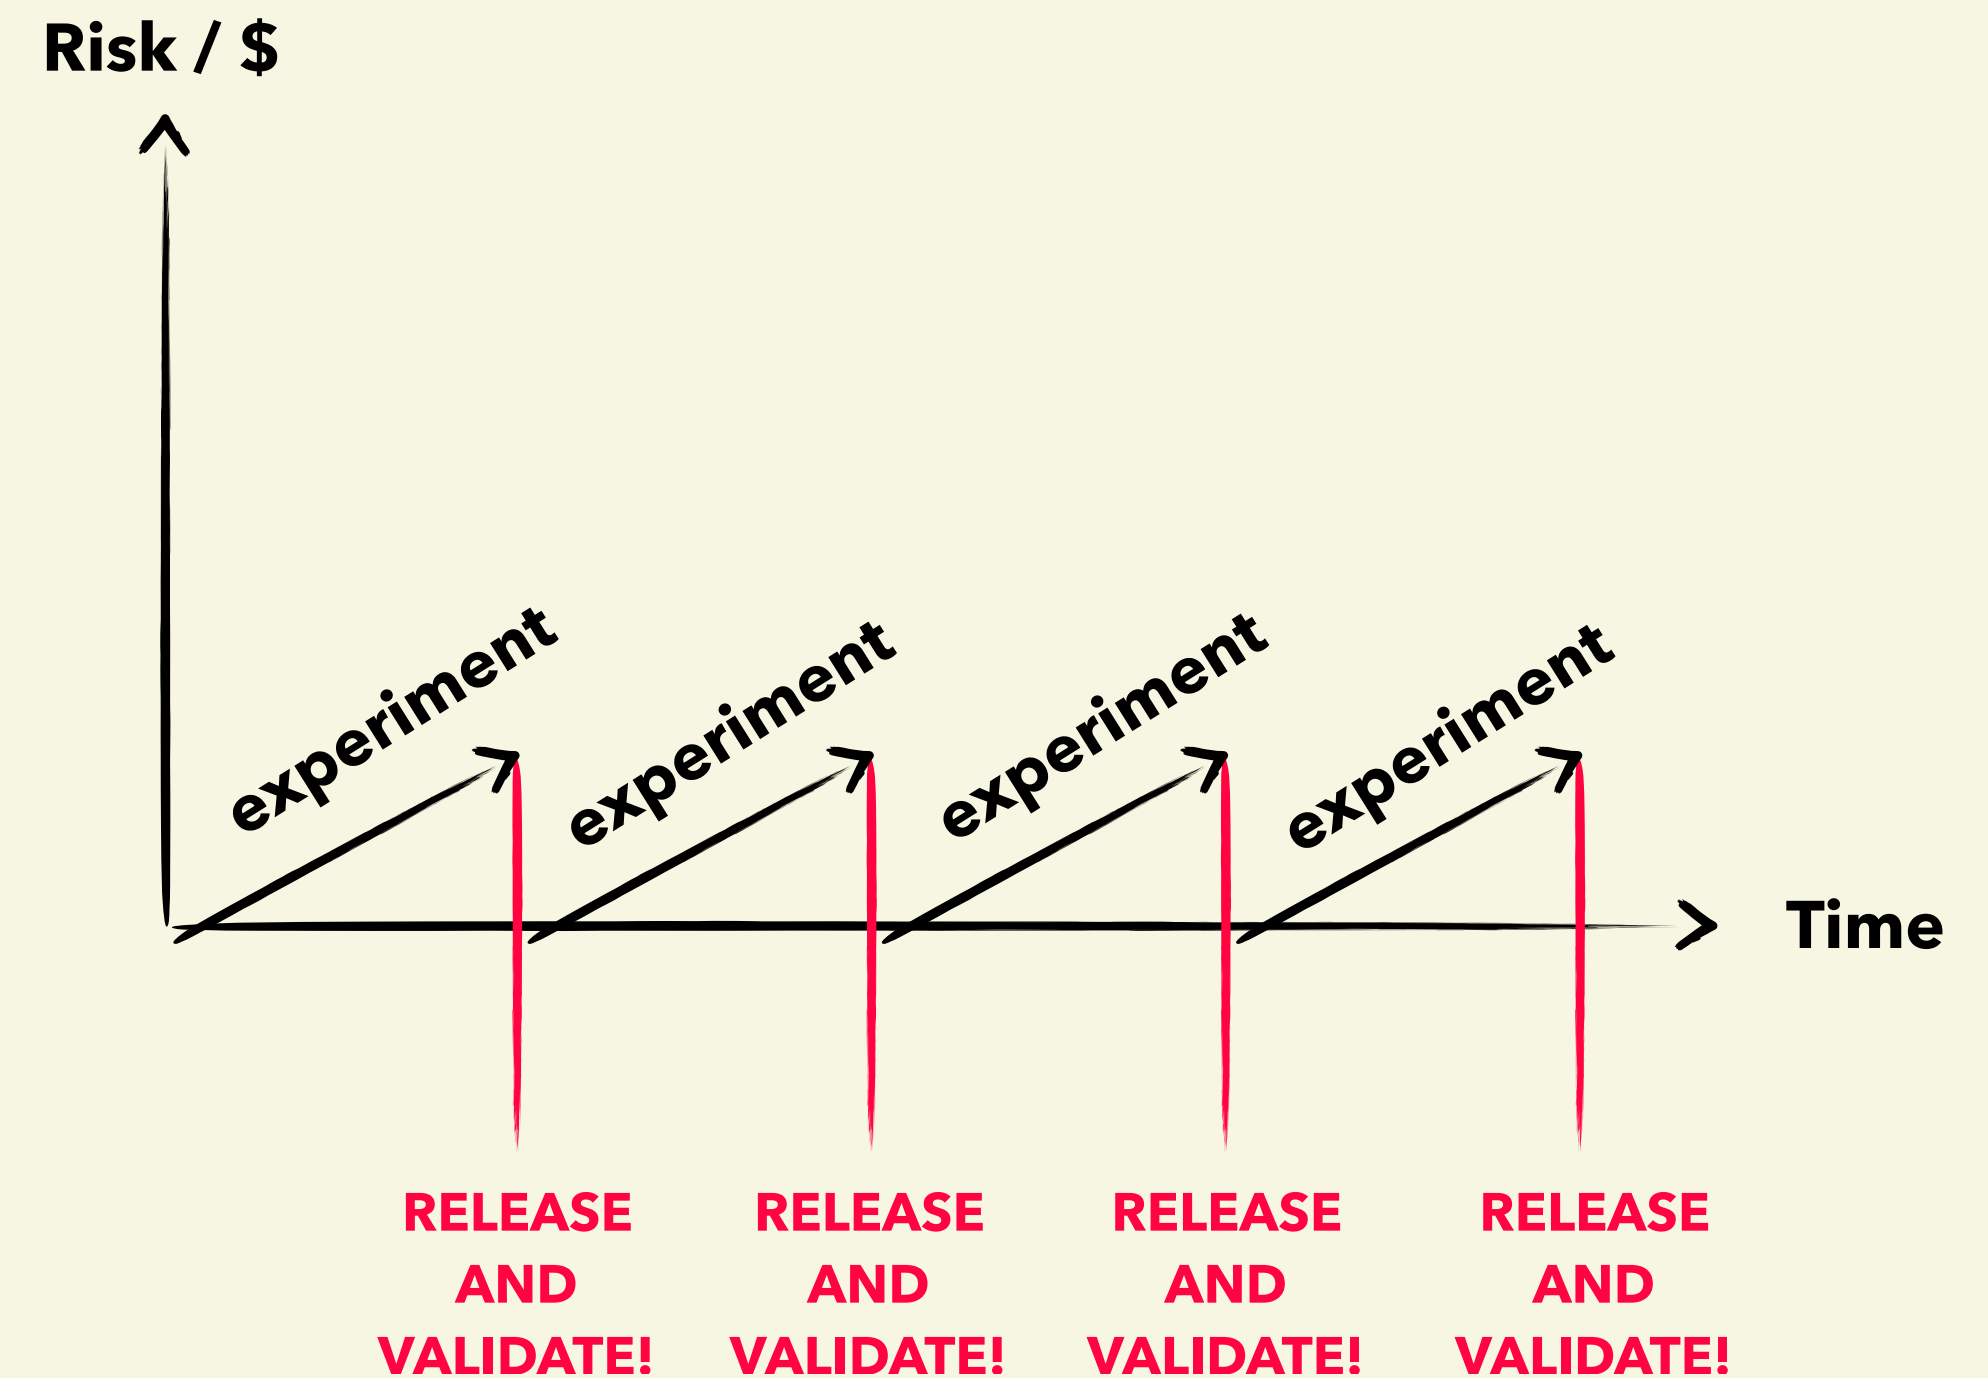 Risk / $
experiment
experiment
experiment
experiment
Time
RELEASE
AND
VALIDATE!
RELEASE
AND
VALIDATE!
RELEASE
AND
VALIDATE!
RELEASE
AND
VALIDATE!